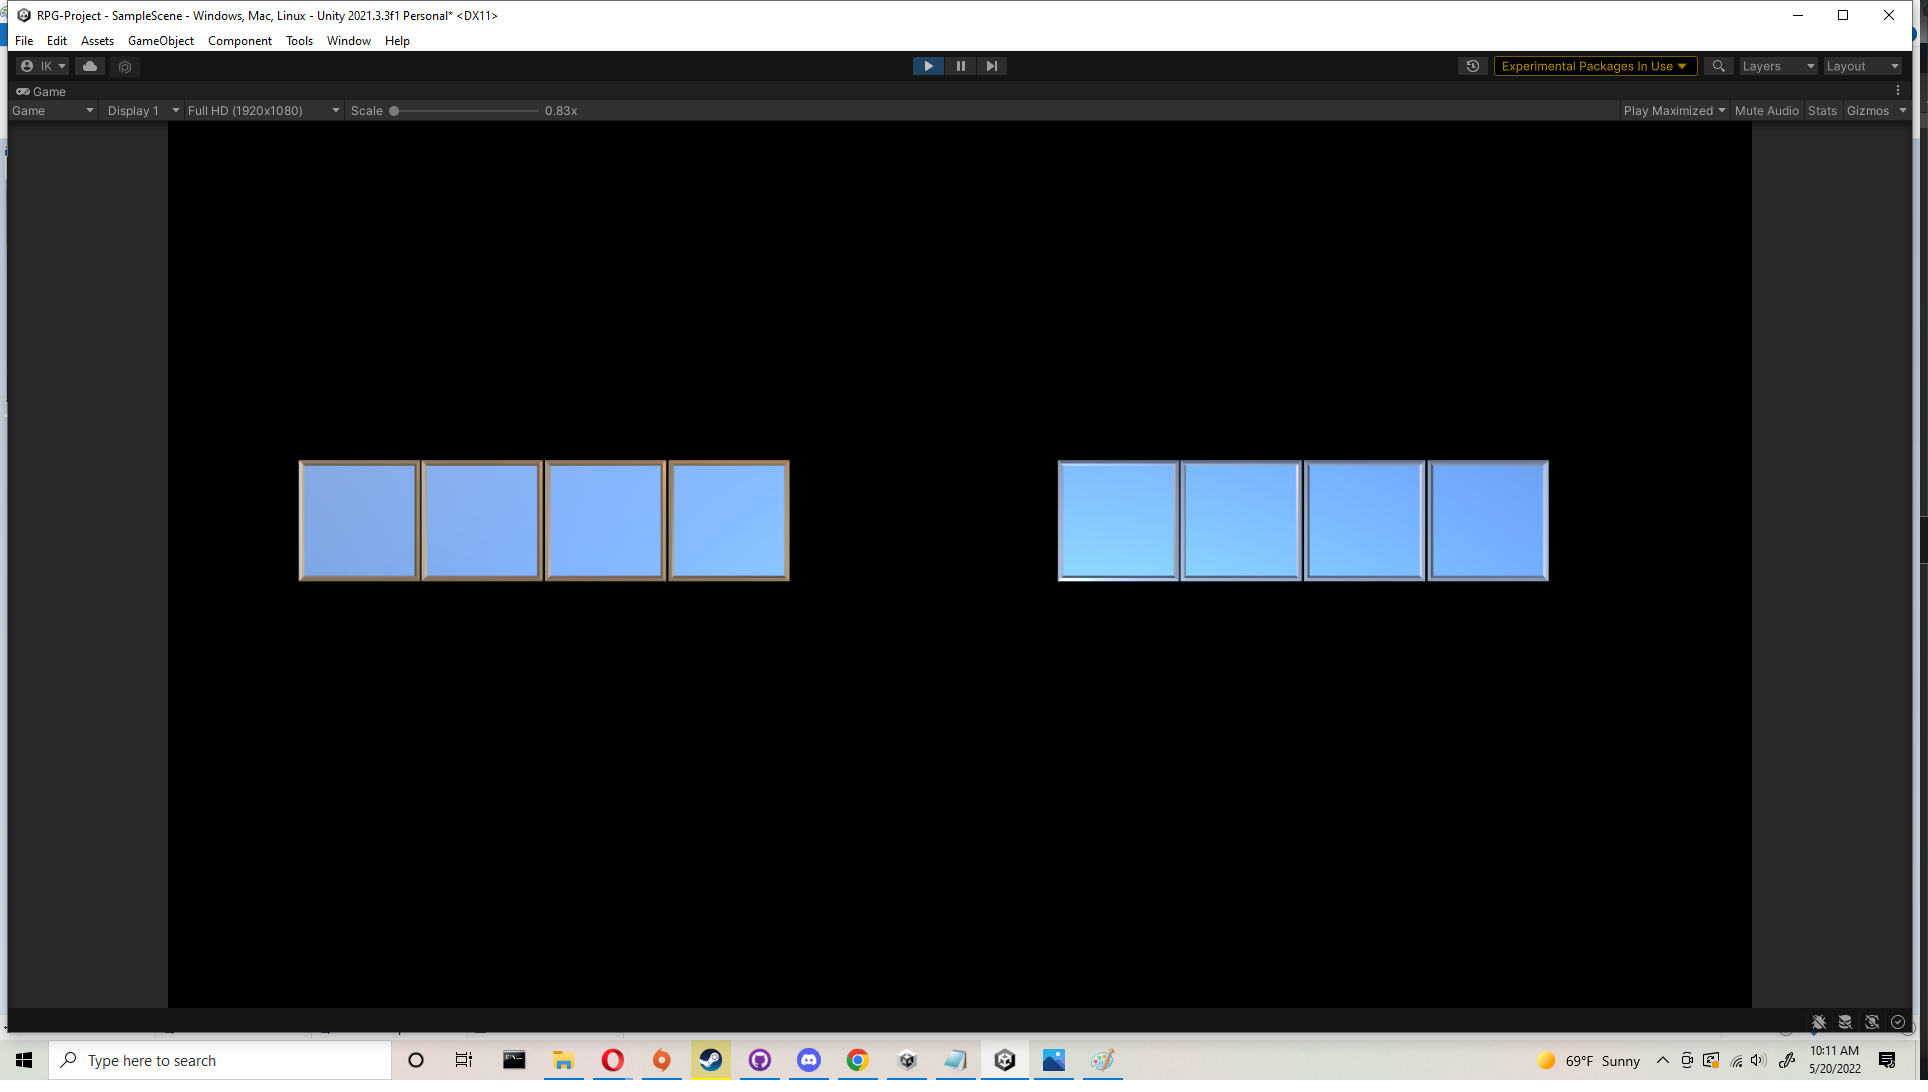 RPG-Project - SampleScene - Windows, Mac, Linux - Unity 2021.3.3f1 Personal* <DX11>
File Edit Assets GameObject Component Tools Window Help
IK Experimental Packages In Use Layers Layout
Game
Game Display 1 Full HD (1920x1080) Scale 0.83x Play Maximized Mute Audio Stats Gizmos
Type here to search 69°F Sunny 10:11 AM
5/20/2022